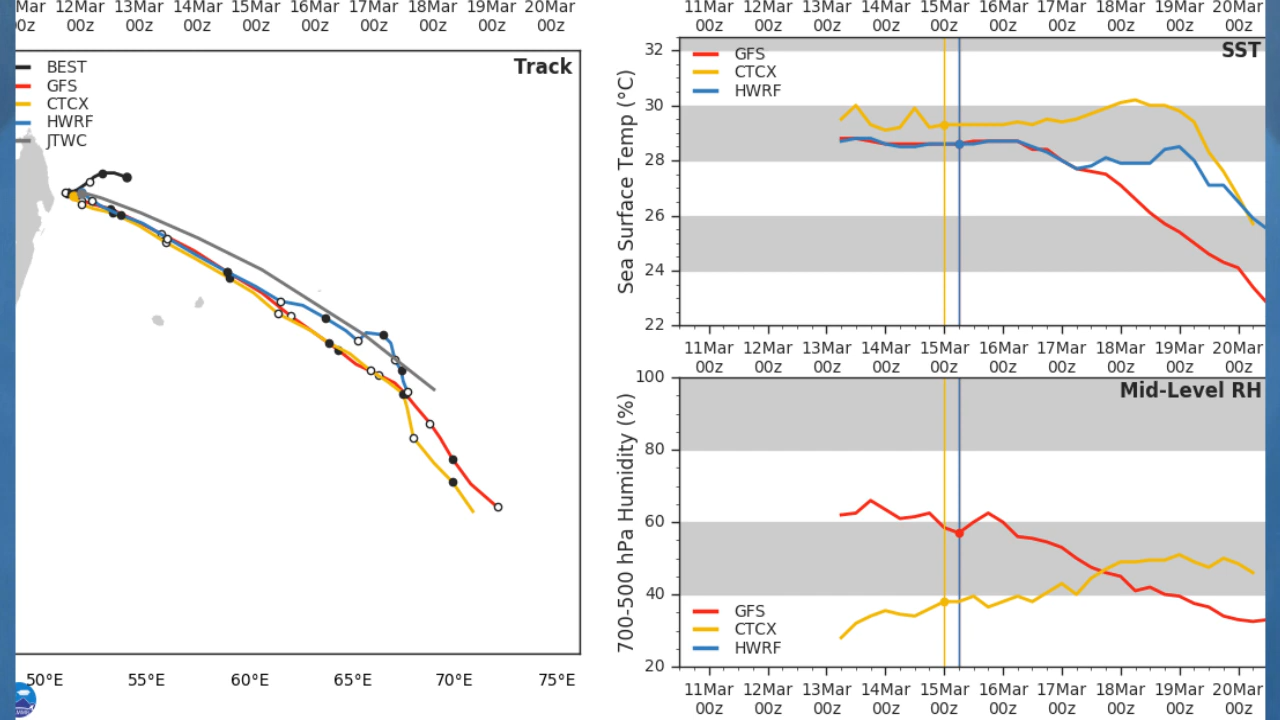 Mar 12Mar 13Mar 14Mar 15Mar 16Mar 17Mar 18Mar 19Mar 20Mar
00z 00z 00z 00z 00z 00z 00z 00z 00z
BEST
GFS
CTCX
HWRF
JTWC
Track
50°E 55°E 60°E 65°E 70°E 75°E
11Mar 12Mar 13Mar 14Mar 15Mar 16Mar 17Mar 18Mar 19Mar 20Mar
00z 00z 00z 00z 00z 00z 00z 00z 00z 00z
SST
GFS
CTCX
HWRF
Sea Surface Temp (°C)
32
30
28
26
24
22
11Mar 12Mar 13Mar 14Mar 15Mar 16Mar 17Mar 18Mar 19Mar 20Mar
00z 00z 00z 00z 00z 00z 00z 00z 00z 00z
Mid-Level RH
700-500 hPa Humidity (%)
100
80
60
40
20
GFS
CTCX
HWRF
11Mar 12Mar 13Mar 14Mar 15Mar 16Mar 17Mar 18Mar 19Mar 20Mar
00z 00z 00z 00z 00z 00z 00z 00z 00z 00z